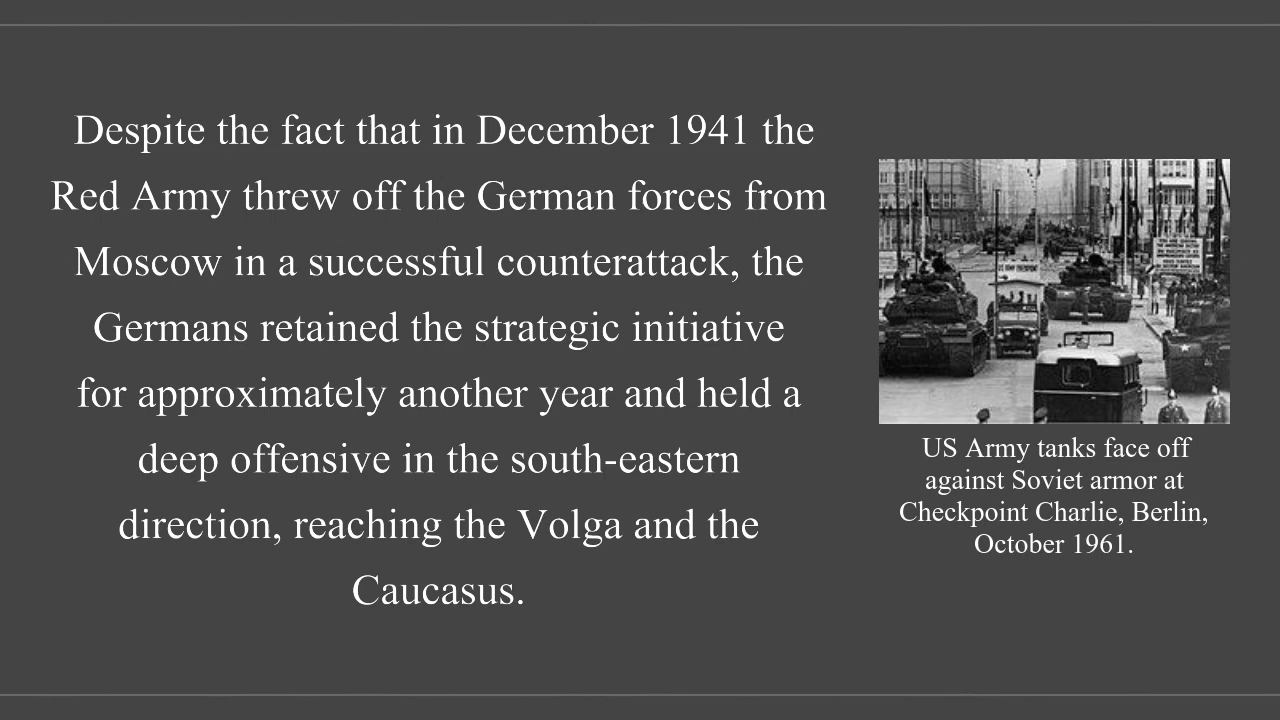 Despite the fact that in December 1941 the
Red Army threw off the German forces from
Moscow in a successful counterattack, the
Germans retained the strategic initiative
for approximately another year and held a
deep offensive in the south-eastern
direction, reaching the Volga and the
Caucasus.
US Army tanks face off
against Soviet armor at
Checkpoint Charlie, Berlin,
October 1961.